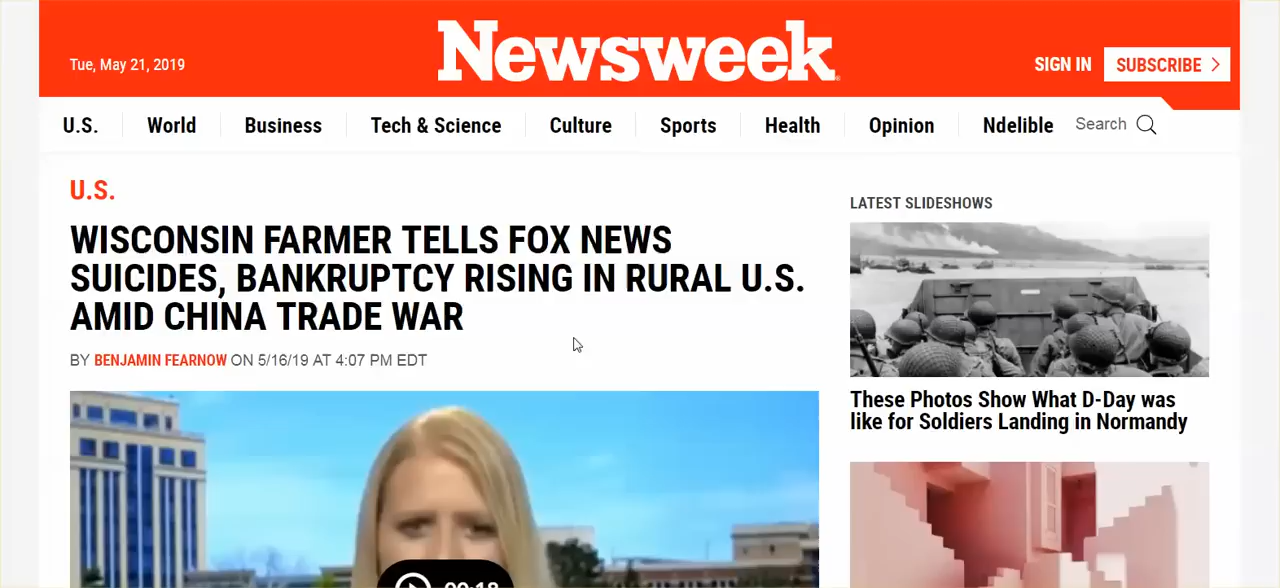 Newsweek
Tue, May 21, 2019
SIGN IN
SUBSCRIBE
U.S.
World
Business
Tech & Science
Culture
Sports
Health
Opinion
Ndelible
Search
U.S.
WISCONSIN FARMER TELLS FOX NEWS
SUICIDES, BANKRUPTCY RISING IN RURAL U.S.
AMID CHINA TRADE WAR
BY BENJAMIN FEARNOW ON 5/16/19 AT 4:07 PM EDT
00:18
LATEST SLIDESHOWS
These Photos Show What D-Day was
like for Soldiers Landing in Normandy